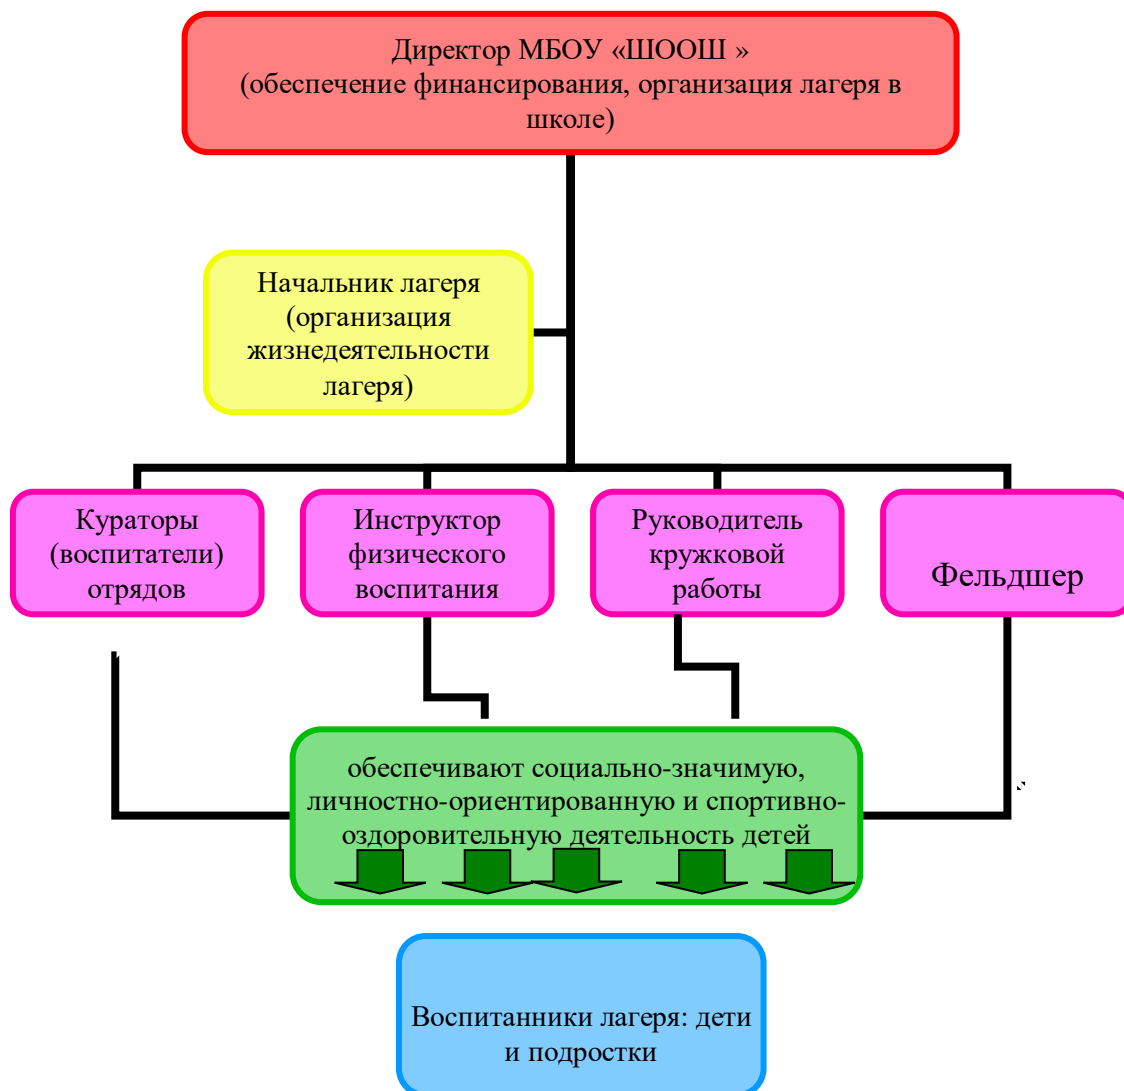 Директор МБОУ «ШООШ »
(обеспечение финансирования, организация лагеря в
школе)
Начальник лагеря
(организация
жизнедеятельности
лагеря)
Кураторы
(воспитатели)
отрядов
Инструктор
физического
воспитания
Руководитель
кружковой
работы
Фельдшер
обеспечивают социально-значимую,
личностно-ориентированную и спортивно-
оздоровительную деятельность детей
Воспитанники лагеря: дети
и подростки